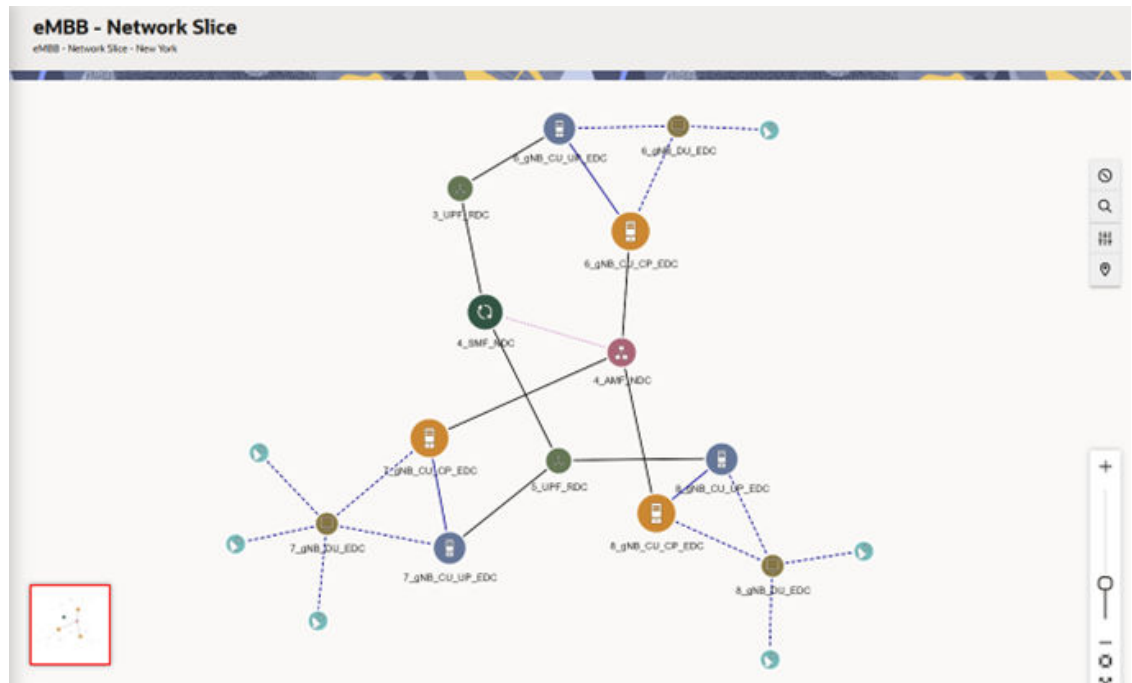 eMBB - Network Slice
eMBB - Network Slice - New York
6_gNB_CU_UP_EDC
6_gNB_DU_EDC
3_UPF_RDC
6_gNB_CU_CP_EDC
4_SMF_NDC
4_AMF_NDC
7_gNB_CU_CP_EDC
5_UPF_RDC
8_gNB_CU_UP_EDC
7_gNB_DU_EDC
8_gNB_CU_CP_EDC
7_gNB_CU_UP_EDC
8_gNB_DU_EDC